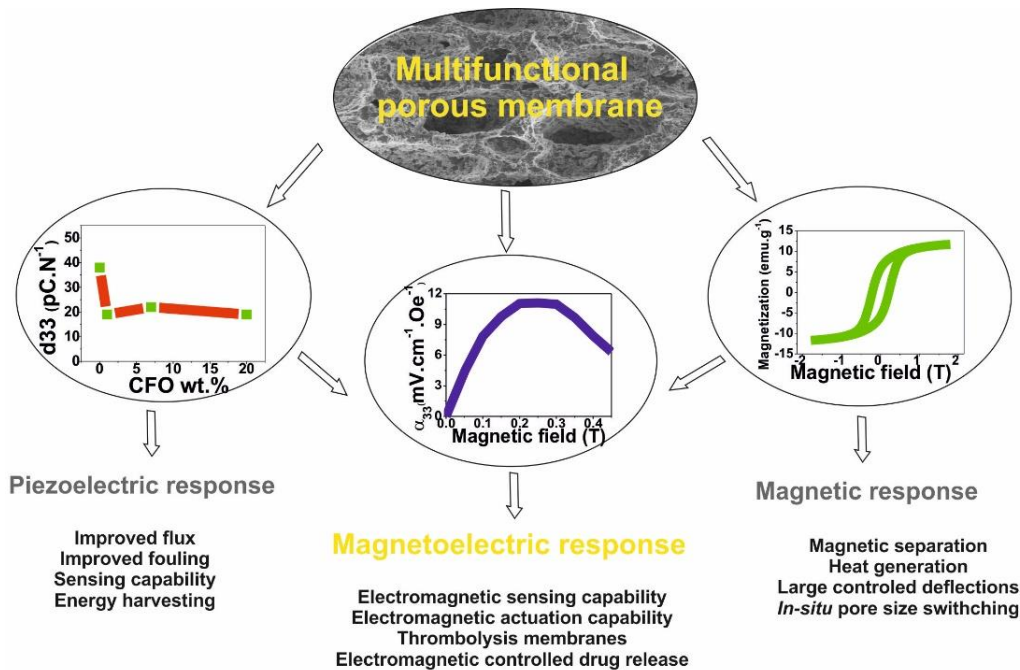 Multifunctional
porous membrane
d33 (pC.N⁻¹)
50
40
30
20
10
0
0 5 10 15 20
CFO wt.%
α₃₃(mV.cm⁻¹.Oe⁻¹)
12
9
6
3
0
0.0 0.1 0.2 0.3 0.4
Magnetic field (T)
Magnetization (emu.g⁻¹)
15
10
5
0
-5
-10
-15
-2 -1 0 1 2
Magnetic field (T)
Piezoelectric response
Improved flux
Improved fouling
Sensing capability
Energy harvesting
Magnetoelectric response
Electromagnetic sensing capability
Electromagnetic actuation capability
Thrombolysis membranes
Electromagnetic controlled drug release
Magnetic response
Magnetic separation
Heat generation
Large controled deflections
In-situ pore size swithching